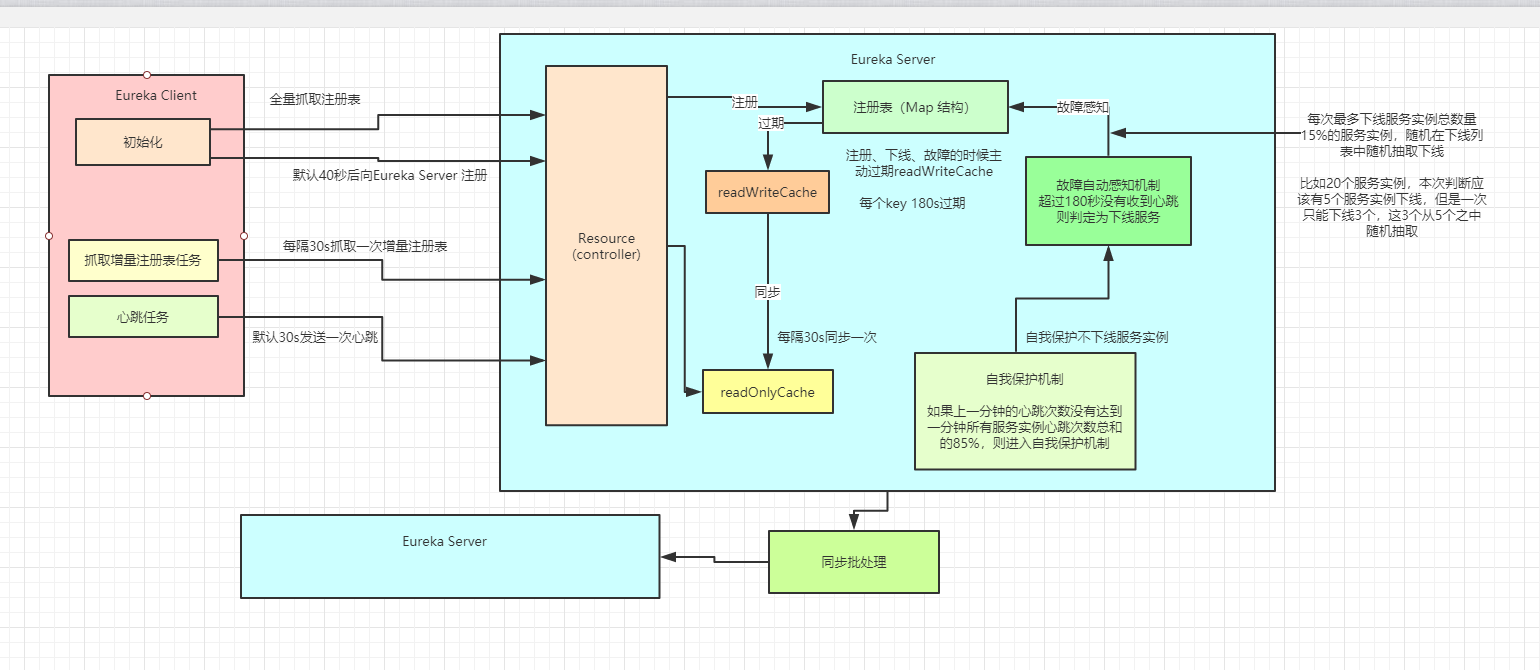 Eureka Client
初始化
抓取增量注册表任务
心跳任务
全量抓取注册表
默认40秒后向Eureka Server 注册
每隔30s抓取一次增量注册表
默认30s发送一次心跳
Eureka Server
Resource
(controller)
注册
注册表（Map 结构）
过期
注册、下线、故障的时候主
动过期readWriteCache
每个key 180s过期
readWriteCache
同步
每隔30s同步一次
readOnlyCache
故障感知
故障自动感知机制
超过180秒没有收到心跳
则判定为下线服务
自我保护不下线服务实例
自我保护机制
如果上一分钟的心跳次数没有达到
一分钟所有服务实例心跳次数总和
的85%，则进入自我保护机制
每次最多下线服务实例总数量
15%的服务实例，随机在下线列
表中随机抽取下线
比如20个服务实例，本次判断应
该有5个服务实例下线，但是一次
只能下线3个，这3个从5个之中
随机抽取
Eureka Server
同步批处理